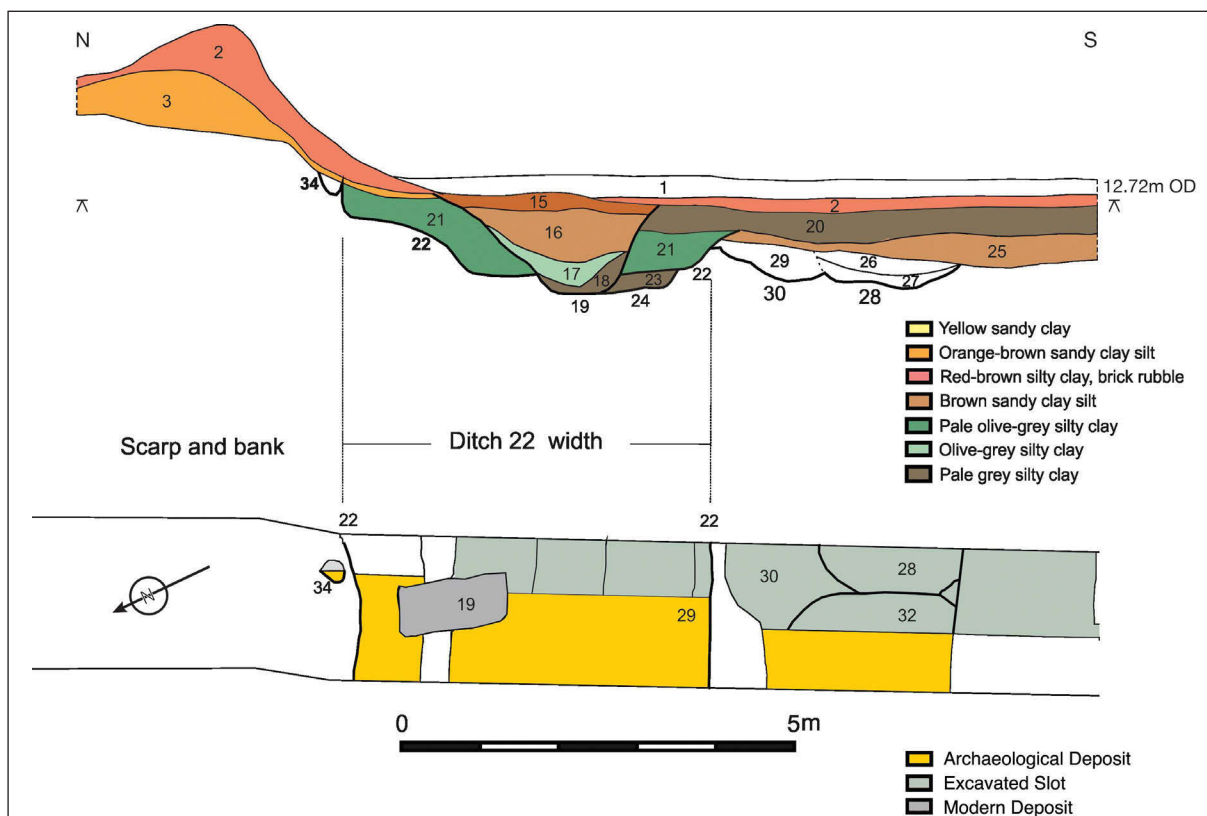 N
S
2
3
34
1
12.72m OD
15
2
21
20
22
16
21
25
17
29
26
18
23
22
27
19
24
30
28
Yellow sandy clay
Orange-brown sandy clay silt
Red-brown silty clay, brick rubble
Brown sandy clay silt
Pale olive-grey silty clay
Olive-grey silty clay
Pale grey silty clay
Scarp and bank
Ditch 22 width
22
22
34
N
19
29
30
28
32
0
5m
Archaeological Deposit
Excavated Slot
Modern Deposit